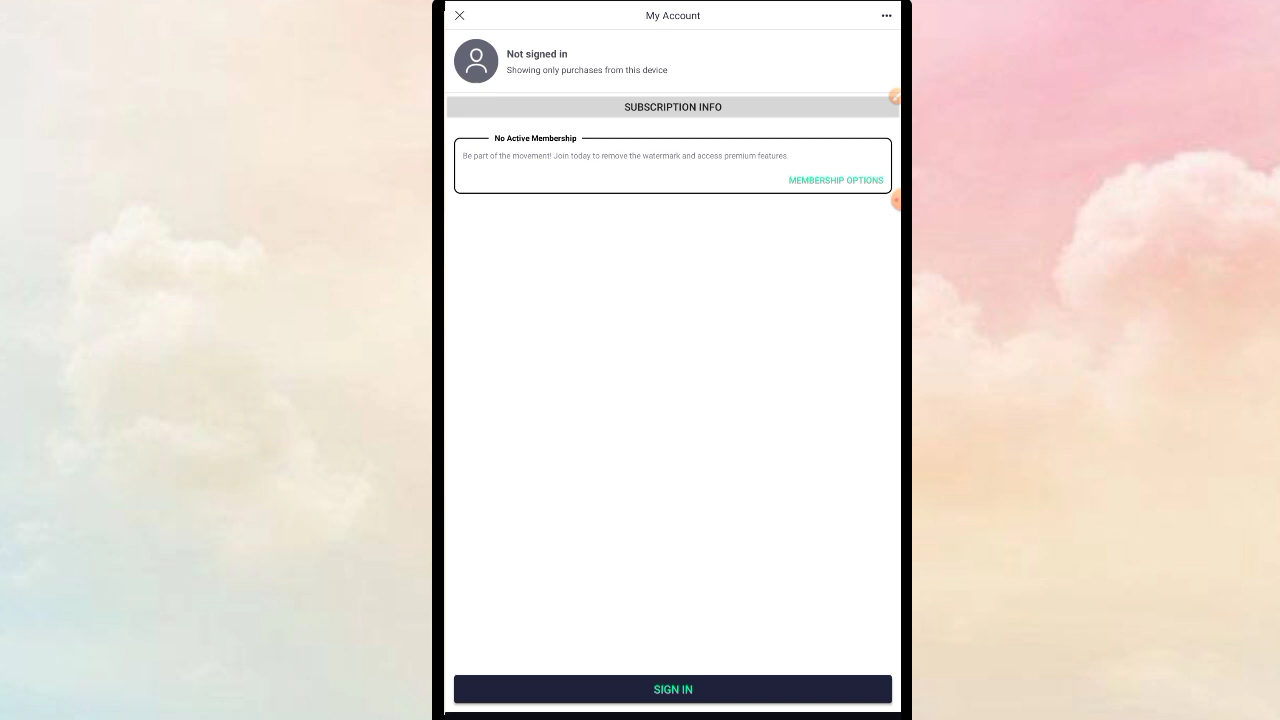 My Account
Not signed in
Showing only purchases from this device
SUBSCRIPTION INFO
No Active Membership
Be part of the movement! Join today to remove the watermark and access premium features.
MEMBERSHIP OPTIONS
SIGN IN